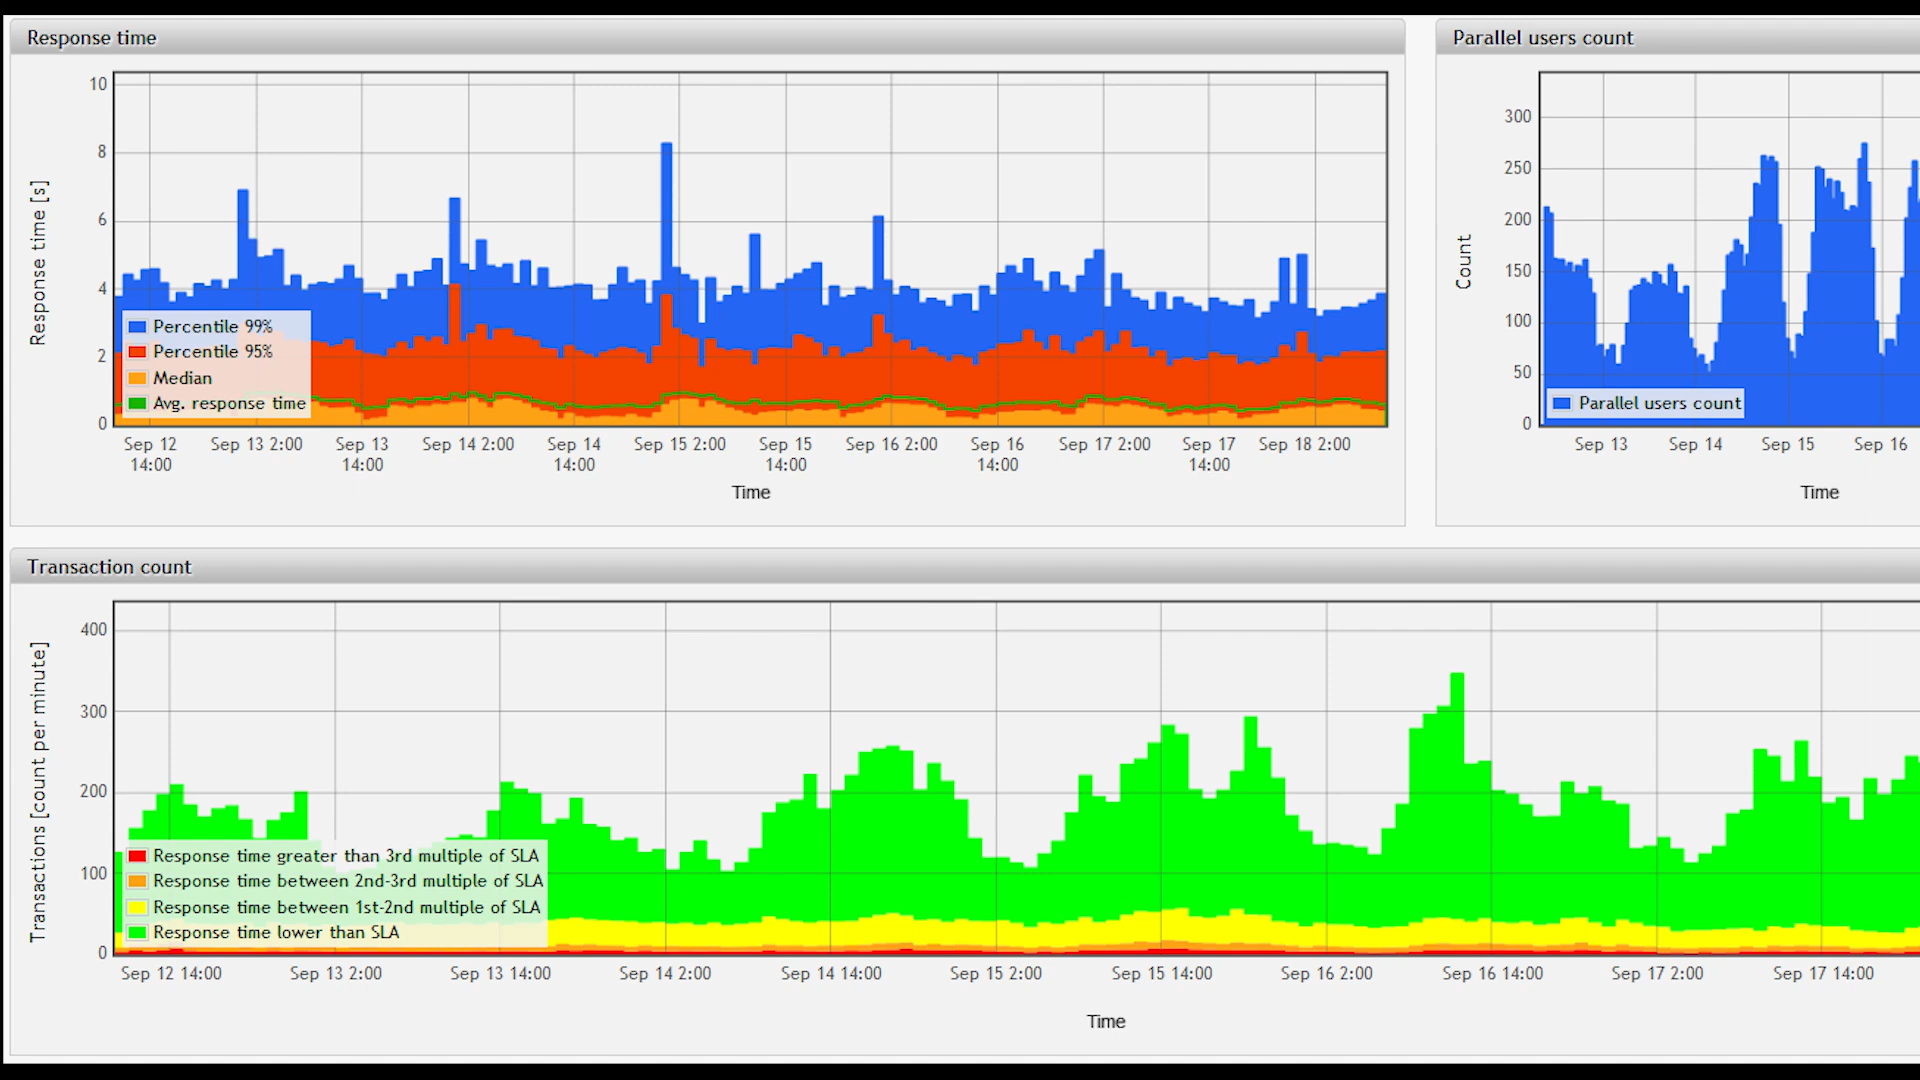 Response time
Response time [s]
10
8
6
4
2
0
Percentile 99%
Percentile 95%
Median
Avg. response time
Sep 12 14:00
Sep 13 2:00
Sep 13 14:00
Sep 14 2:00
Sep 14 14:00
Sep 15 2:00
Sep 15 14:00
Sep 16 2:00
Sep 16 14:00
Sep 17 2:00
Sep 17 14:00
Sep 18 2:00
Time
Parallel users count
Count
300
250
200
150
100
50
0
Parallel users count
Sep 13
Sep 14
Sep 15
Sep 16
Time
Transaction count
Transactions [count per minute]
400
300
200
100
0
Response time greater than 3rd multiple of SLA
Response time between 2nd-3rd multiple of SLA
Response time between 1st-2nd multiple of SLA
Response time lower than SLA
Sep 12 14:00
Sep 13 2:00
Sep 13 14:00
Sep 14 2:00
Sep 14 14:00
Sep 15 2:00
Sep 15 14:00
Sep 16 2:00
Sep 16 14:00
Sep 17 2:00
Sep 17 14:00
Time